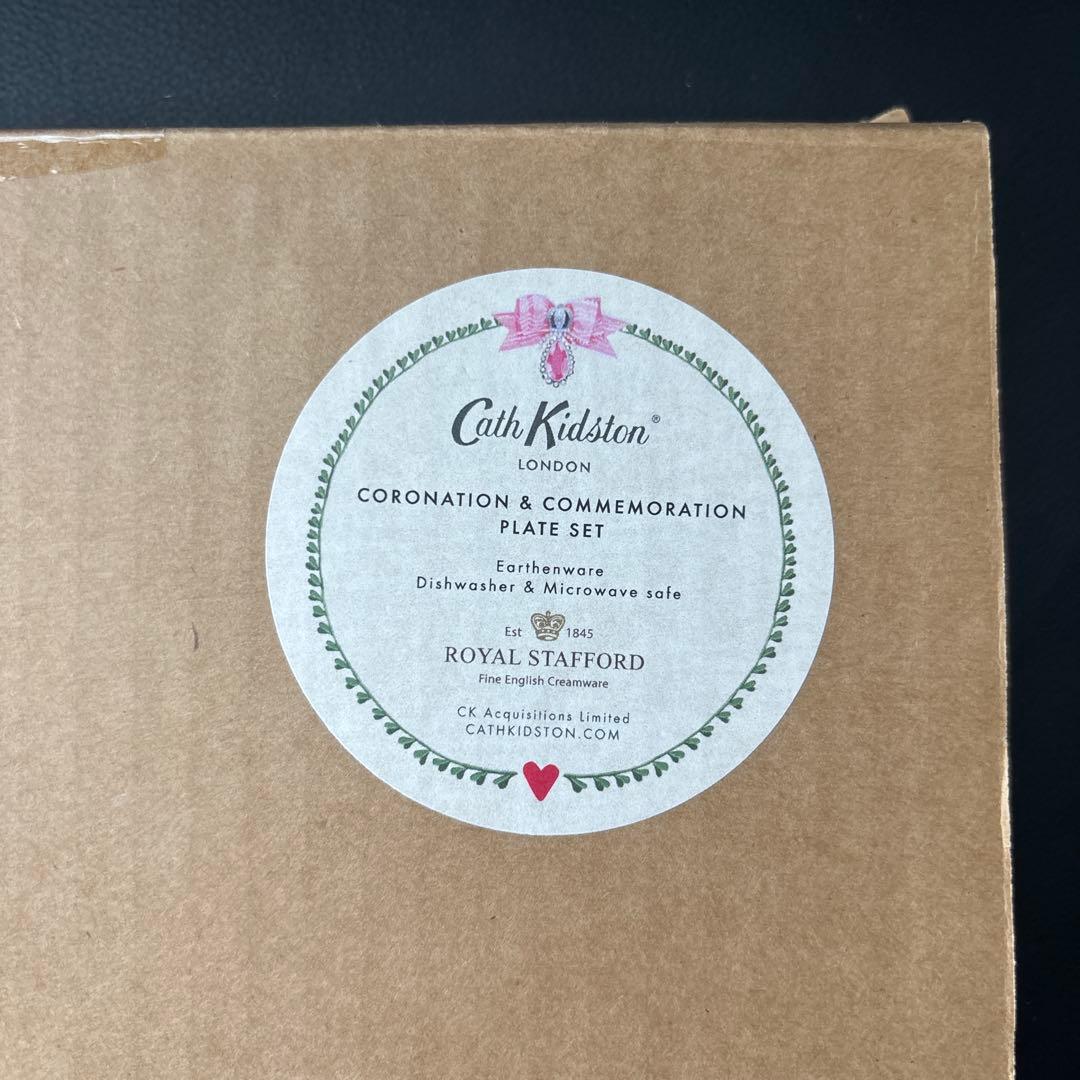 Cath Kidston®
LONDON
CORONATION & COMMEMORATION
PLATE SET
Earthenware
Dishwasher & Microwave safe
Est 1845
ROYAL STAFFORD
Fine English Creamware
CK Acquisitions Limited
CATHKIDSTON.COM